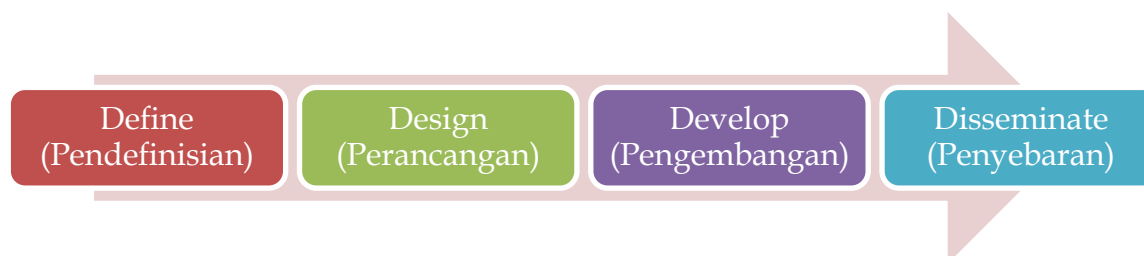 Define
(Pendefinisian)
Design
(Perancangan)
Develop
(Pengembangan)
Disseminate
(Penyebaran)